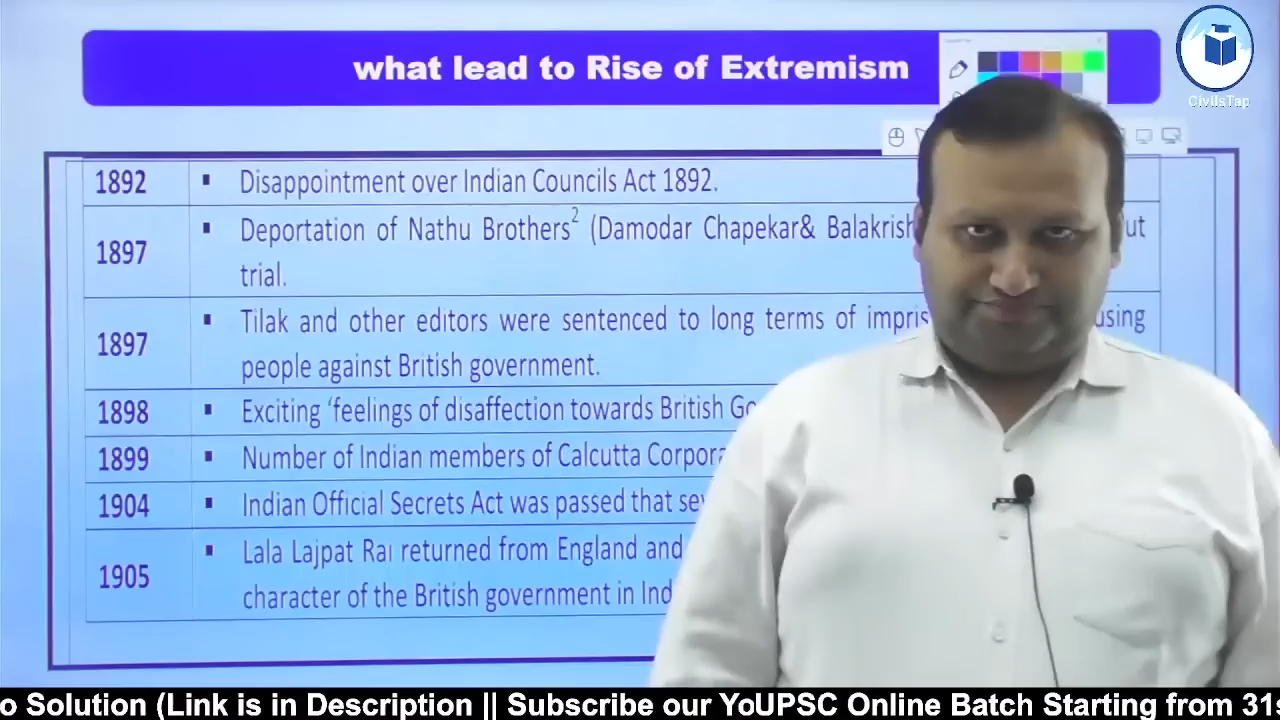 what lead to Rise of Extremism
CivilsTap
1892 ▪ Disappointment over Indian Councils Act 1892.
1897 ▪ Deportation of Nathu Brothers² (Damodar Chapekar& Balakrish ut
trial.
1897 ▪ Tilak and other editors were sentenced to long terms of impris using
people against British government.
1898 ▪ Exciting ‘feelings of disaffection towards British Go
1899 ▪ Number of Indian members of Calcutta Corpora
1904 ▪ Indian Official Secrets Act was passed that se
1905 ▪ Lala Lajpat Rai returned from England and
character of the British government in Ind
o Solution (Link is in Description || Subscribe our YoUPSC Online Batch Starting from 31s